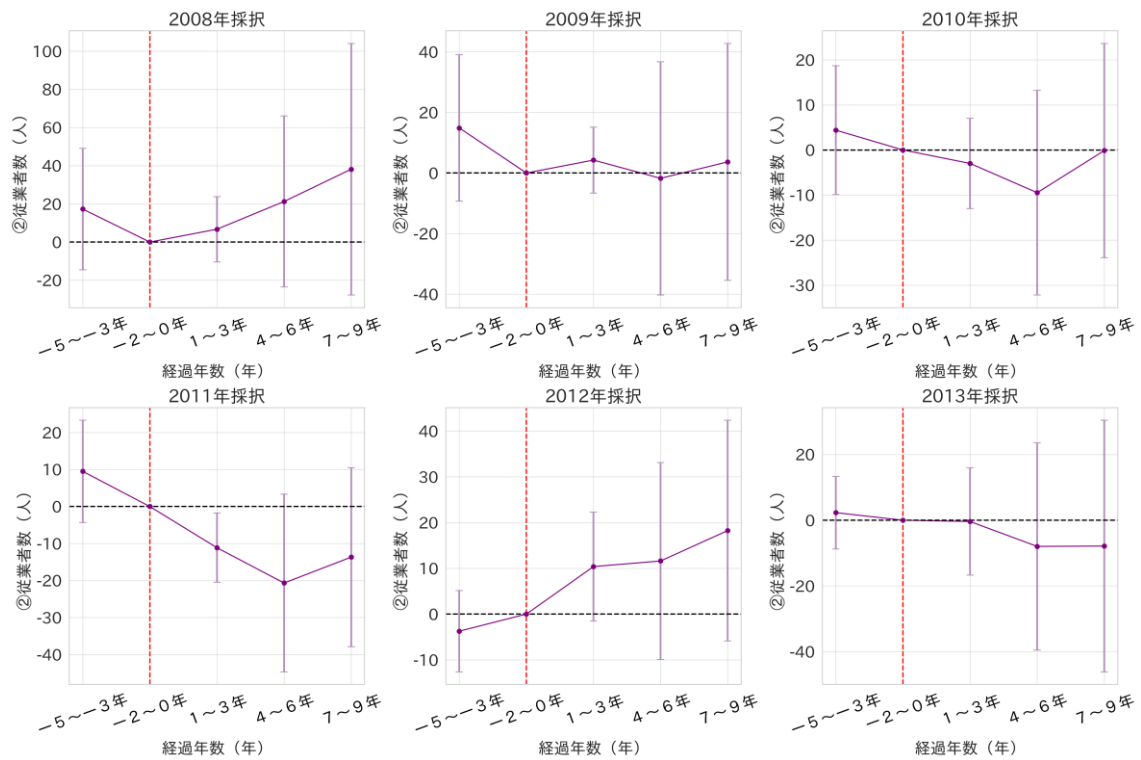 2008年採択
②従業者数（人）
100
80
60
40
20
0
-20
－５～－３年
－２～０年
１～３年
４～６年
７～９年
経過年数（年）
2009年採択
②従業者数（人）
40
20
0
-20
-40
－５～－３年
－２～０年
１～３年
４～６年
７～９年
経過年数（年）
2010年採択
②従業者数（人）
20
10
0
-10
-20
-30
－５～－３年
－２～０年
１～３年
４～６年
７～９年
経過年数（年）
2011年採択
②従業者数（人）
20
10
0
-10
-20
-30
-40
－５～－３年
－２～０年
１～３年
４～６年
７～９年
経過年数（年）
2012年採択
②従業者数（人）
40
30
20
10
0
-10
－５～－３年
－２～０年
１～３年
４～６年
７～９年
経過年数（年）
2013年採択
②従業者数（人）
20
0
-20
-40
－５～－３年
－２～０年
１～３年
４～６年
７～９年
経過年数（年）